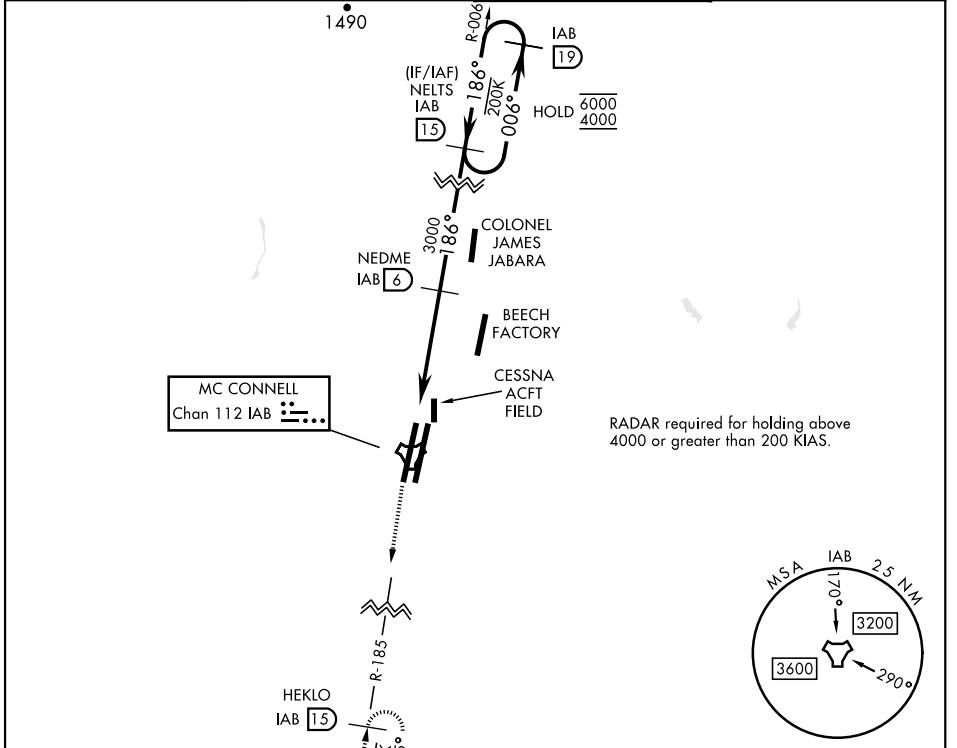 1490
R-006
IAB
19
(IF/IAF)
NELTS
IAB
15
186°
200K
006°
HOLD 6000
4000
3000
186°
COLONEL
JAMES
JABARA
NEDME
IAB 6
BEECH
FACTORY
CESSNA
ACFT
FIELD
MC CONNELL
Chan 112 IAB
RADAR required for holding above
4000 or greater than 200 KIAS.
MSA IAB 25 NM
170°
3200
3600
290°
R-185
HEKLO
IAB 15